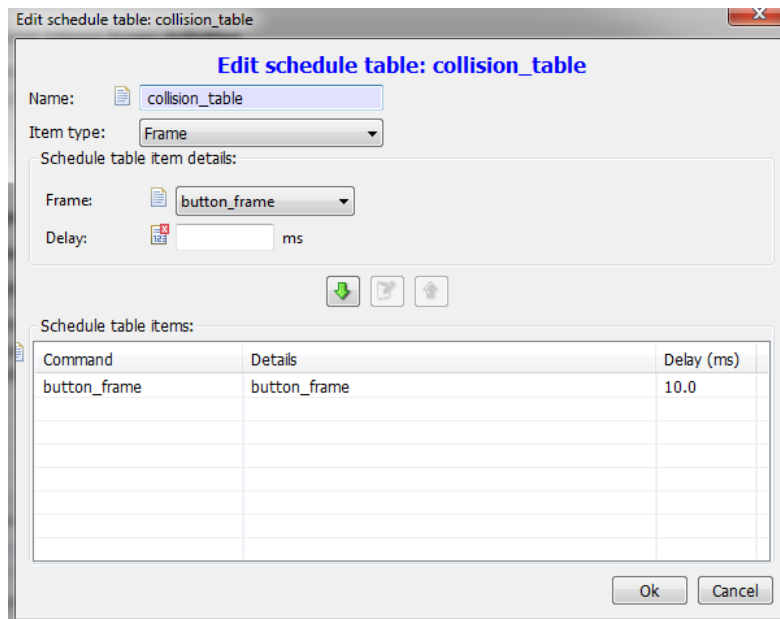 Edit schedule table: collision_table
Edit schedule table: collision_table
Name: collision_table
Item type: Frame
Schedule table item details:
Frame: button_frame
Delay: 123 ms
Schedule table items:
Command Details Delay (ms)
button_frame button_frame 10.0
Ok Cancel